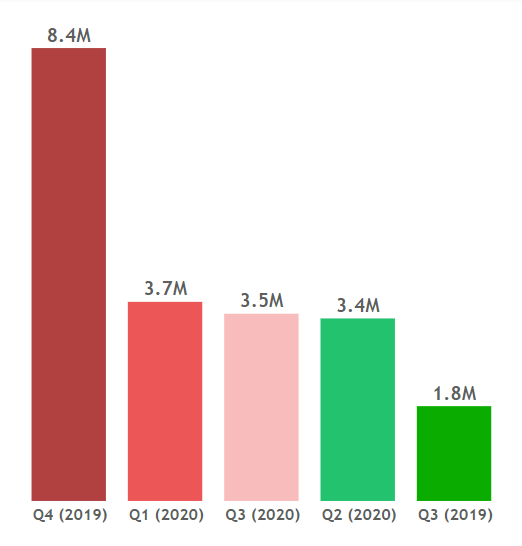 8.4M
3.7M
3.5M
3.4M
1.8M
Q4 (2019)
Q1 (2020)
Q3 (2020)
Q2 (2020)
Q3 (2019)